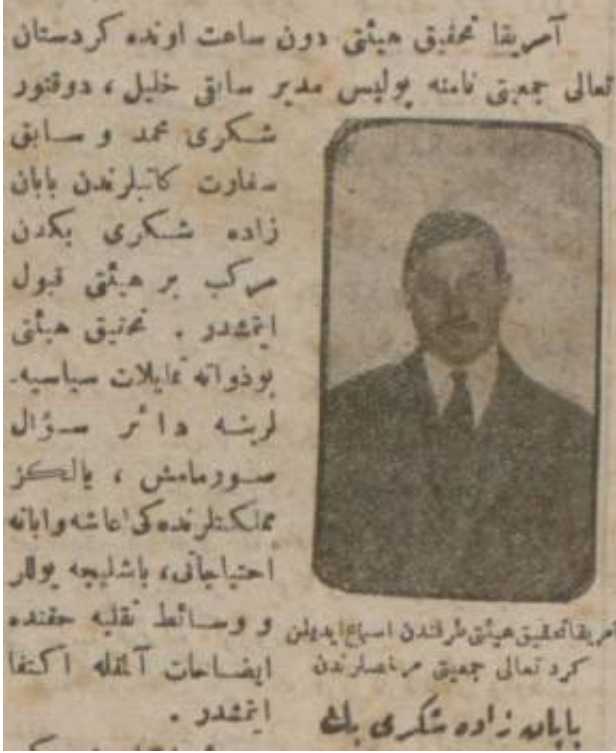 آمریقا تحقیق هیئتی دون ساعت اونده کردستان
تعالی جمعیتی نامنه پولیس مدیر سابقی خلیل ، دوقتور
شکری محمد و سابق
سفارت کاتبلرندن بابان
زاده شکری بکدن
مرکب بر هیئتی قبول
ایتمشدر . تحقیق هیئتی
بوذواته تمایلات سیاسیه-
لرینه دائر سؤال
صورمامش ، یالکز
مملکتلرنده کی اعاشه وابانه
احتیاجاتی، باشلیجه یوللر
و وسائط نقلیه حقنده
ایضاحات آلمقله اکتفا
ایتمشدر .
آمریقا تحقیق هیئتی طرفندن استماع ایدیلن
کرد تعالی جمعیتی مرخصلرندن
بابان زاده شکری بك